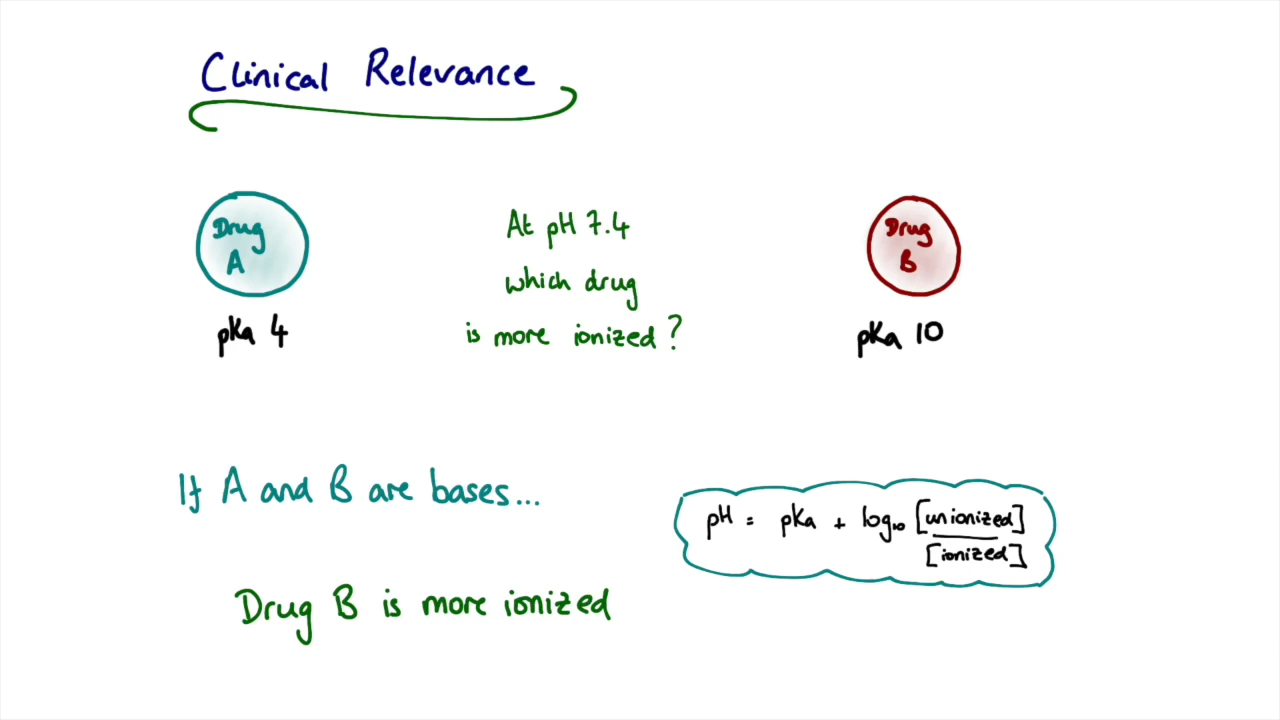 Clinical Relevance
Drug
A
pKa 4
At pH 7.4
which drug
is more ionized?
Drug
B
pKa 10
If A and B are bases...
pH = pKa + log₁₀ [unionized]
[ionized]
Drug B is more ionized